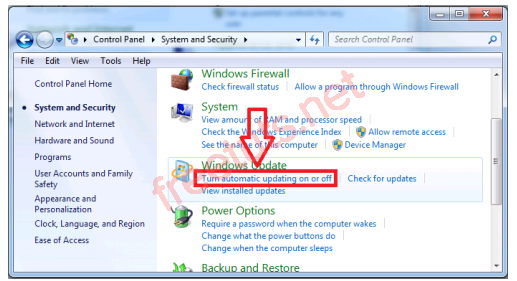 Control Panel ▸ System and Security ▸
Search Control Panel
File Edit View Tools Help
Control Panel Home
System and Security
Network and Internet
Hardware and Sound
Programs
User Accounts and Family
Safety
Appearance and
Personalization
Clock, Language, and Region
Ease of Access
Windows Firewall
Check firewall status
Allow a program through Windows Firewall
System
View amount of RAM and processor speed
Check the Windows Experience Index
Allow remote access
See the name of this computer
Device Manager
Windows Update
Turn automatic updating on or off
Check for updates
View installed updates
Power Options
Require a password when the computer wakes
Change what the power buttons do
Change when the computer sleeps
Backup and Restore